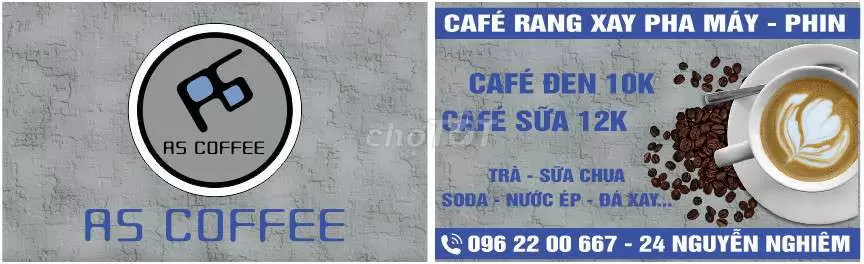 AS COFFEE
AS COFFEE
CAFÉ RANG XAY PHA MÁY - PHIN
CAFÉ ĐEN 10K
CAFÉ SỮA 12K
TRÀ - SỮA CHUA
SODA - NƯỚC ÉP - ĐÁ XAY...
096 22 00 667 - 24 NGUYỄN NGHIÊM
choTỐT